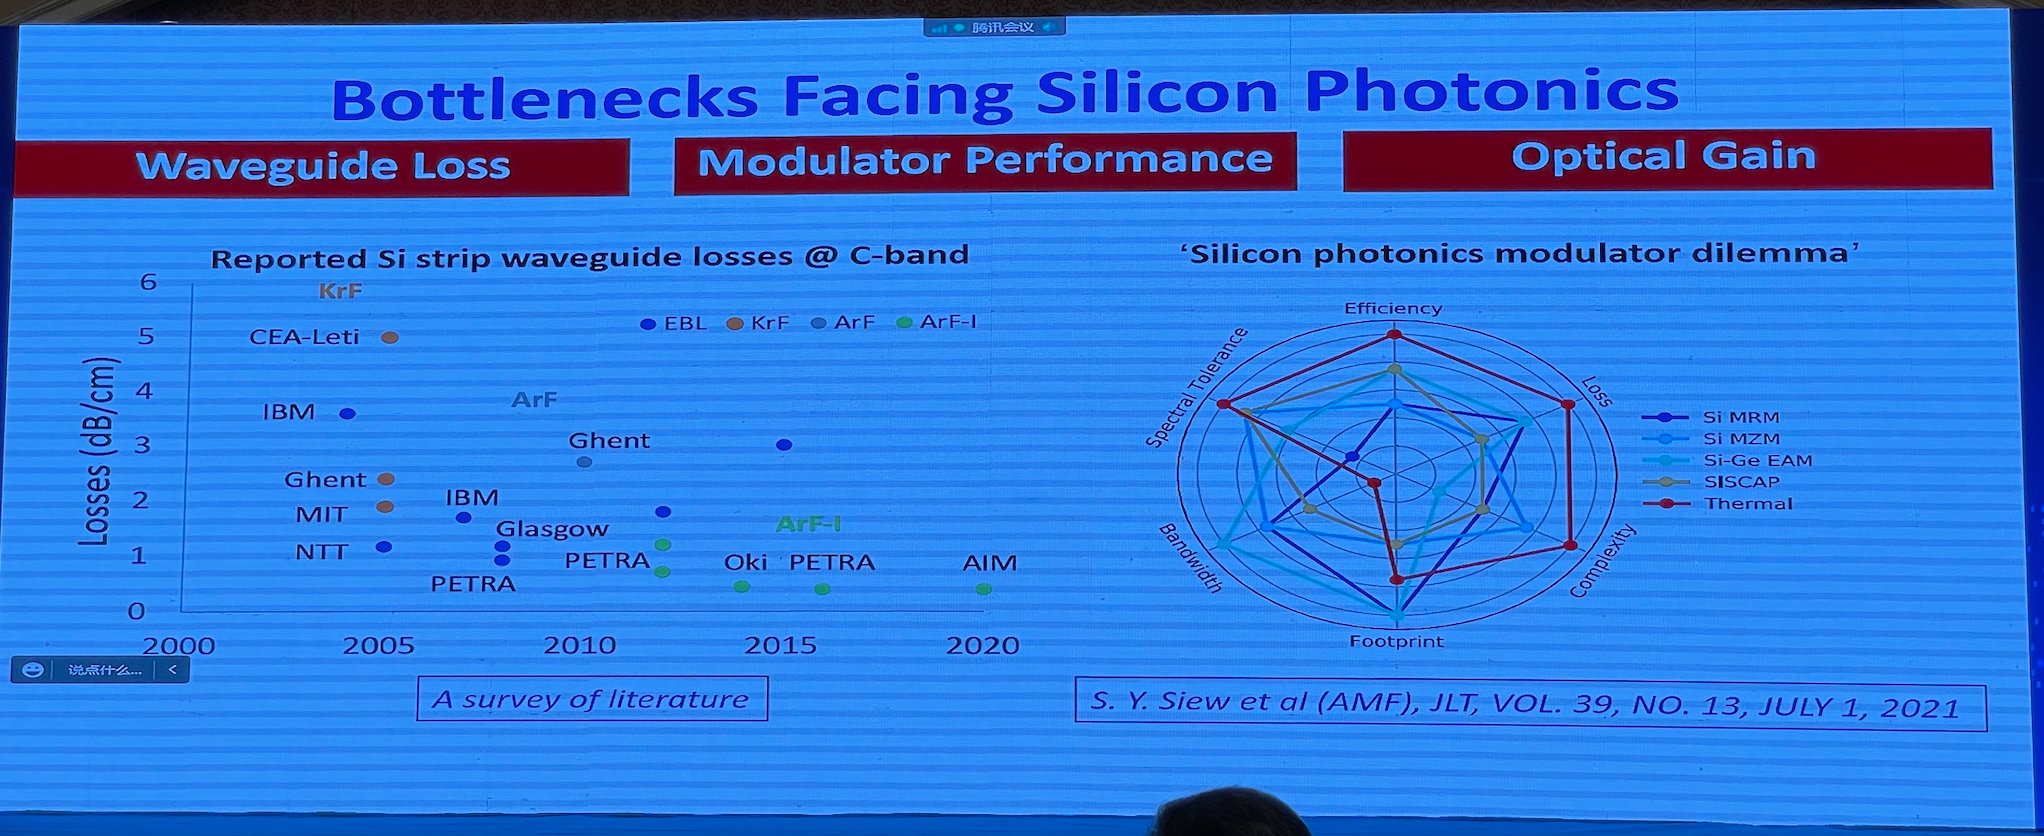 腾讯会议
Bottlenecks Facing Silicon Photonics
Waveguide Loss
Modulator Performance
Optical Gain
Reported Si strip waveguide losses @ C-band
Losses (dB/cm)
6
5
4
3
2
1
0
2000
2005
2010
2015
2020
KrF
EBL KrF ArF ArF-I
CEA-Leti
IBM
ArF
Ghent
Ghent
IBM
MIT
Glasgow
ArF-I
NTT
PETRA
Oki PETRA
AIM
PETRA
A survey of literature
‘Silicon photonics modulator dilemma’
Efficiency
Loss
Complexity
Footprint
Bandwidth
Spectral Tolerance
Si MRM
Si MZM
Si-Ge EAM
SISCAP
Thermal
S. Y. Siew et al (AMF), JLT, VOL. 39, NO. 13, JULY 1, 2021
说点什么...